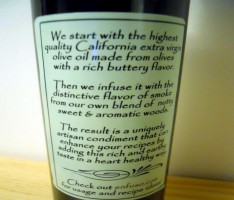 We start with the highest
quality California extra virgin
olive oil made from olives
with a rich buttery flavor.
Then we infuse it with the
distinctive flavor of smoke
from our own blend of nutty,
sweet & aromatic woods.
The result is a uniquely
artisan condiment that can
enhance your recipes by
adding this rich and earthy
taste in a heart healthy way.
Check out
for usage and recipe